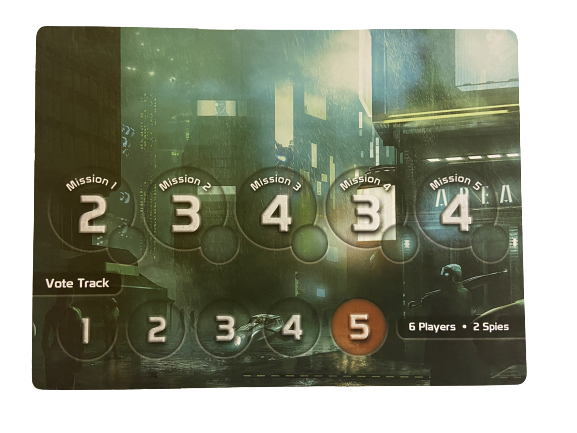 Mission 1
2
Mission 2
3
Mission 3
4
Mission 4
3
Mission 5
4
AREA
Vote Track
1
2
3
4
5
6 Players • 2 Spies